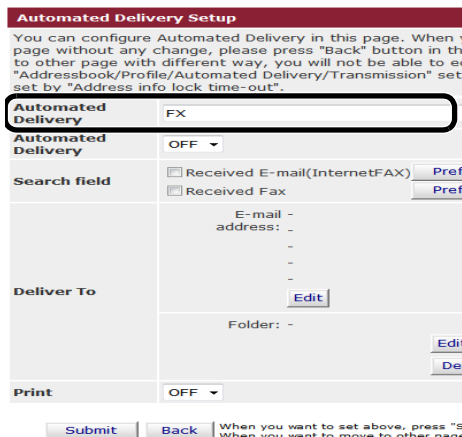 Automated Delivery Setup
You can configure Automated Delivery in this page. When
page without any change, please press "Back" button in
to other page with different way, you will not be able to
"Addressbook/Profile/Automated Delivery/Transmission" set
set by "Address info lock time-out".
Automated
Delivery
FX
Automated
Delivery
OFF
Search field
Received E-mail(InternetFAX)
Pref
Received Fax
Pref
E-mail -
address: -
-
-
-
Deliver To
Edit
Folder: -
Edi
De
Print
OFF
Submit
Back
When you want to set above, press "S
When you want to move to other page